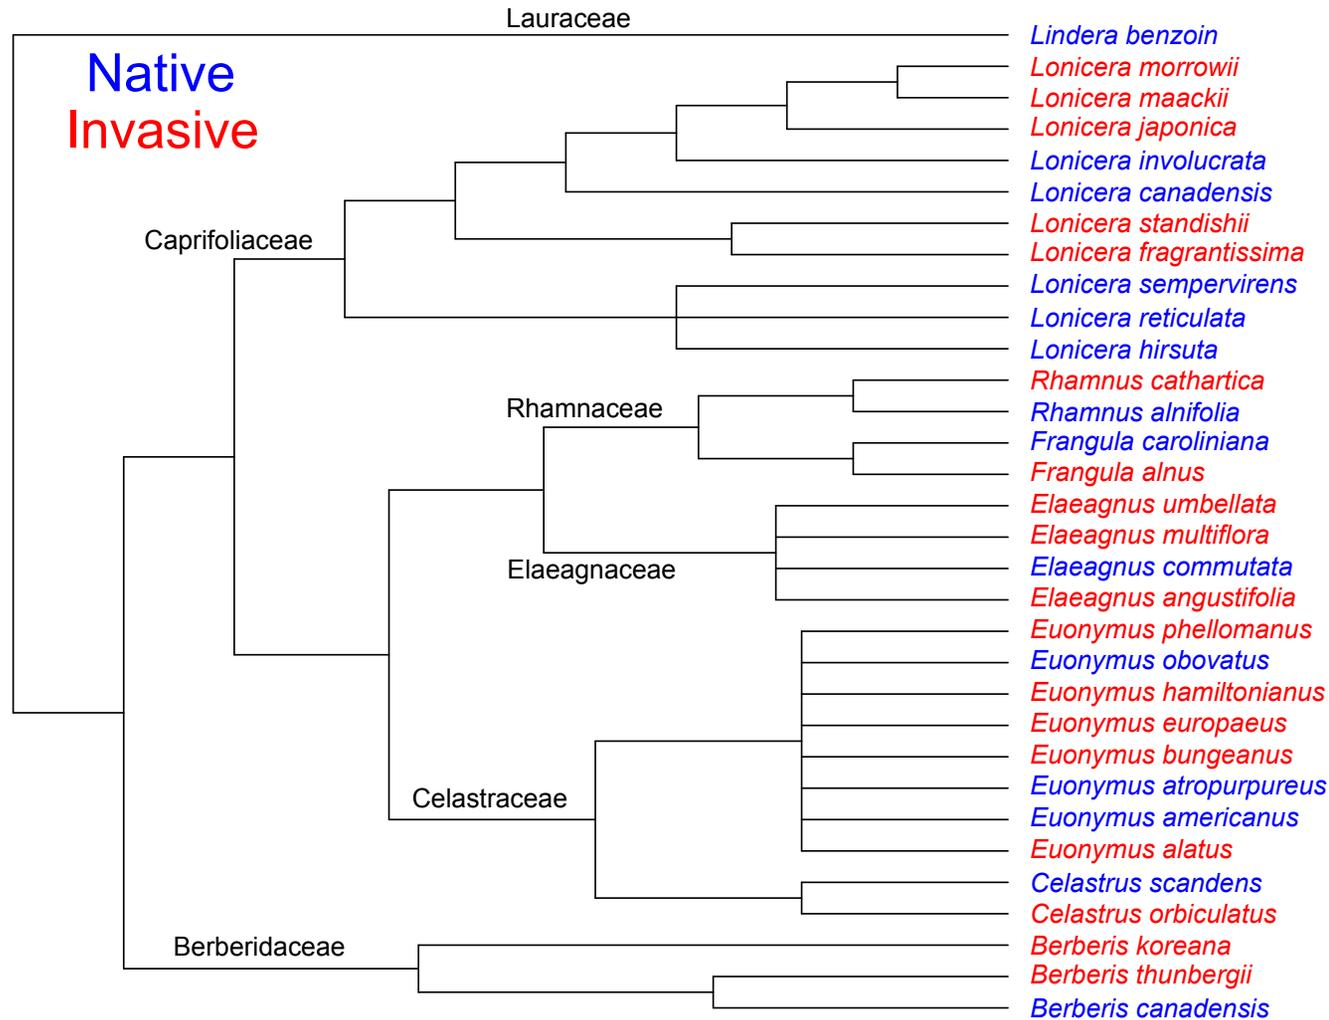 Lauraceae
Native
Invasive
Caprifoliaceae
Rhamnaceae
Elaeagnaceae
Celastraceae
Berberidaceae
Lindera benzoin
Lonicera morrowii
Lonicera maackii
Lonicera japonica
Lonicera involucrata
Lonicera canadensis
Lonicera standishii
Lonicera fragrantissima
Lonicera sempervirens
Lonicera reticulata
Lonicera hirsuta
Rhamnus cathartica
Rhamnus alnifolia
Frangula caroliniana
Frangula alnus
Elaeagnus umbellata
Elaeagnus multiflora
Elaeagnus commutata
Elaeagnus angustifolia
Euonymus phellomanus
Euonymus obovatus
Euonymus hamiltonianus
Euonymus europaeus
Euonymus bungeanus
Euonymus atropurpureus
Euonymus americanus
Euonymus alatus
Celastrus scandens
Celastrus orbiculatus
Berberis koreana
Berberis thunbergii
Berberis canadensis